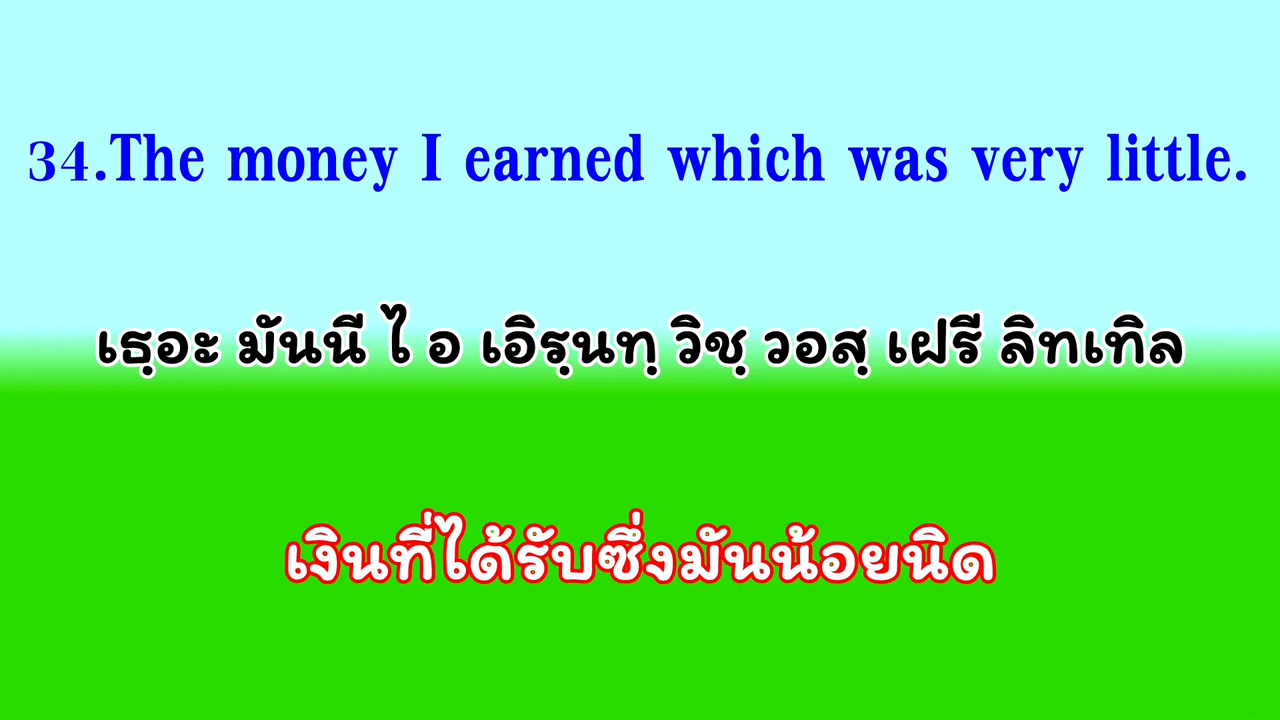 34.The money I earned which was very little.
เธฺอะ มันนี ไ อ เอิรฺนทฺ วิชฺ วอสฺ เฝรี ลิทเทิล
เงินที่ได้รับซึ่งมันน้อยนิด